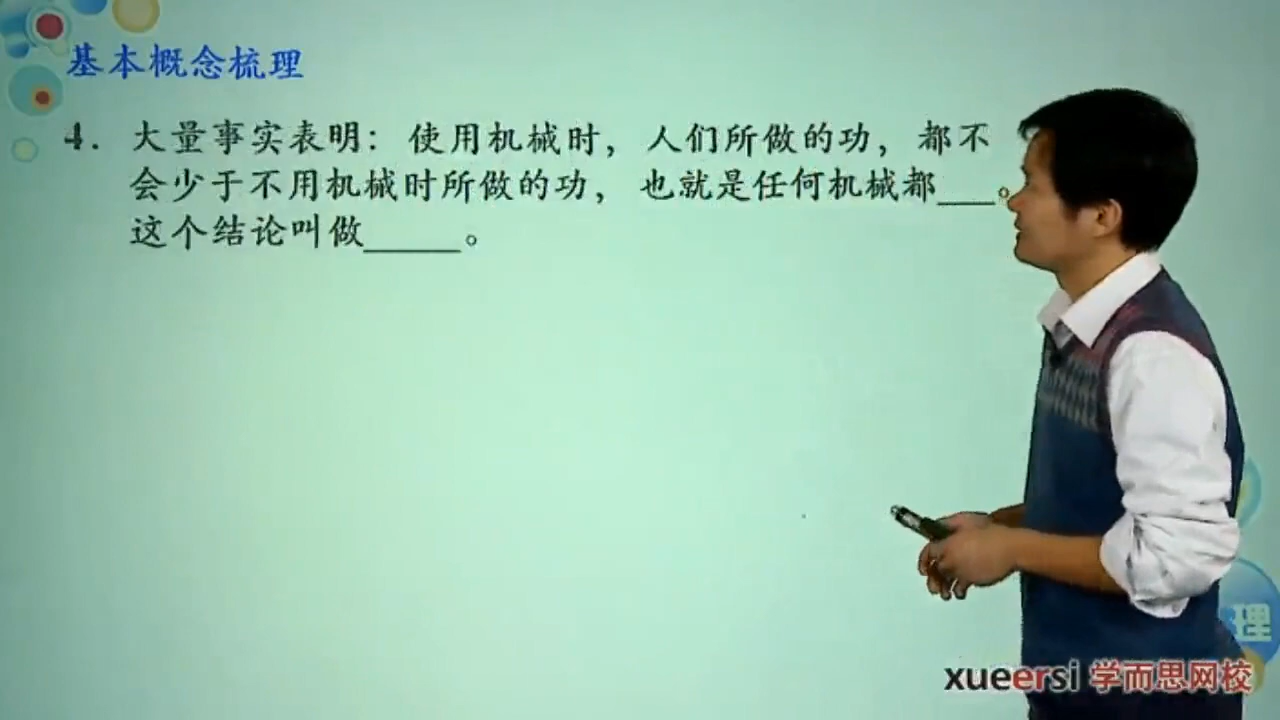 基本概念梳理
4. 大量事实表明：使用机械时，人们所做的功，都不
会少于不用机械时所做的功，也就是任何机械都___。
这个结论叫做_____。
理
xueersi 学而思网校